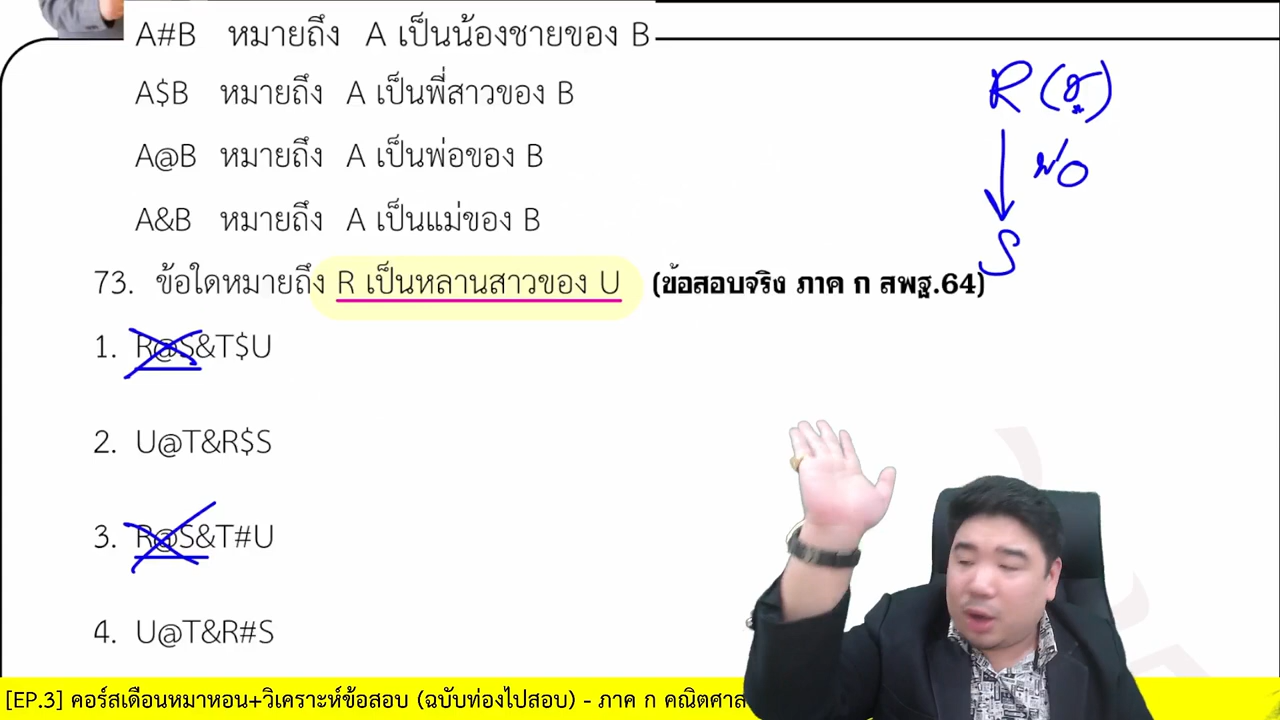 A#B หมายถึง A เป็นน้องชายของ B
A$B หมายถึง A เป็นพี่สาวของ B
A@B หมายถึง A เป็นพ่อของ B
A&B หมายถึง A เป็นแม่ของ B
73. ข้อใดหมายถึง R เป็นหลานสาวของ U (ข้อสอบจริง ภาค ก สพฐ.64)
1. R@S&T$U
2. U@T&R$S
3. R@S&T#U
4. U@T&R#S
R (ช)
พ่อ
S
[EP.3] คอร์สเดือนหมาหอน+วิเคราะห์ข้อสอบ (ฉบับท่องไปสอบ) - ภาค ก คณิตศาส